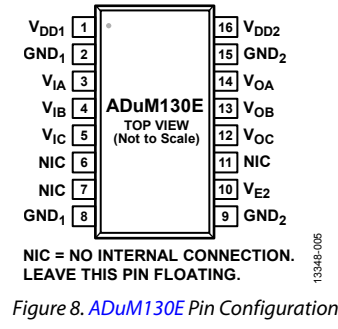 VDD1 1 16 VDD2
GND1 2 15 GND2
VIA 3 14 VOA
VIB 4 ADuM130E 13 VOB
TOP VIEW
VIC 5 (Not to Scale) 12 VOC
NIC 6 11 NIC
NIC 7 10 VE2
GND1 8 9 GND2
NIC = NO INTERNAL CONNECTION.
LEAVE THIS PIN FLOATING.
13348-005
Figure 8. ADuM130E Pin Configuration